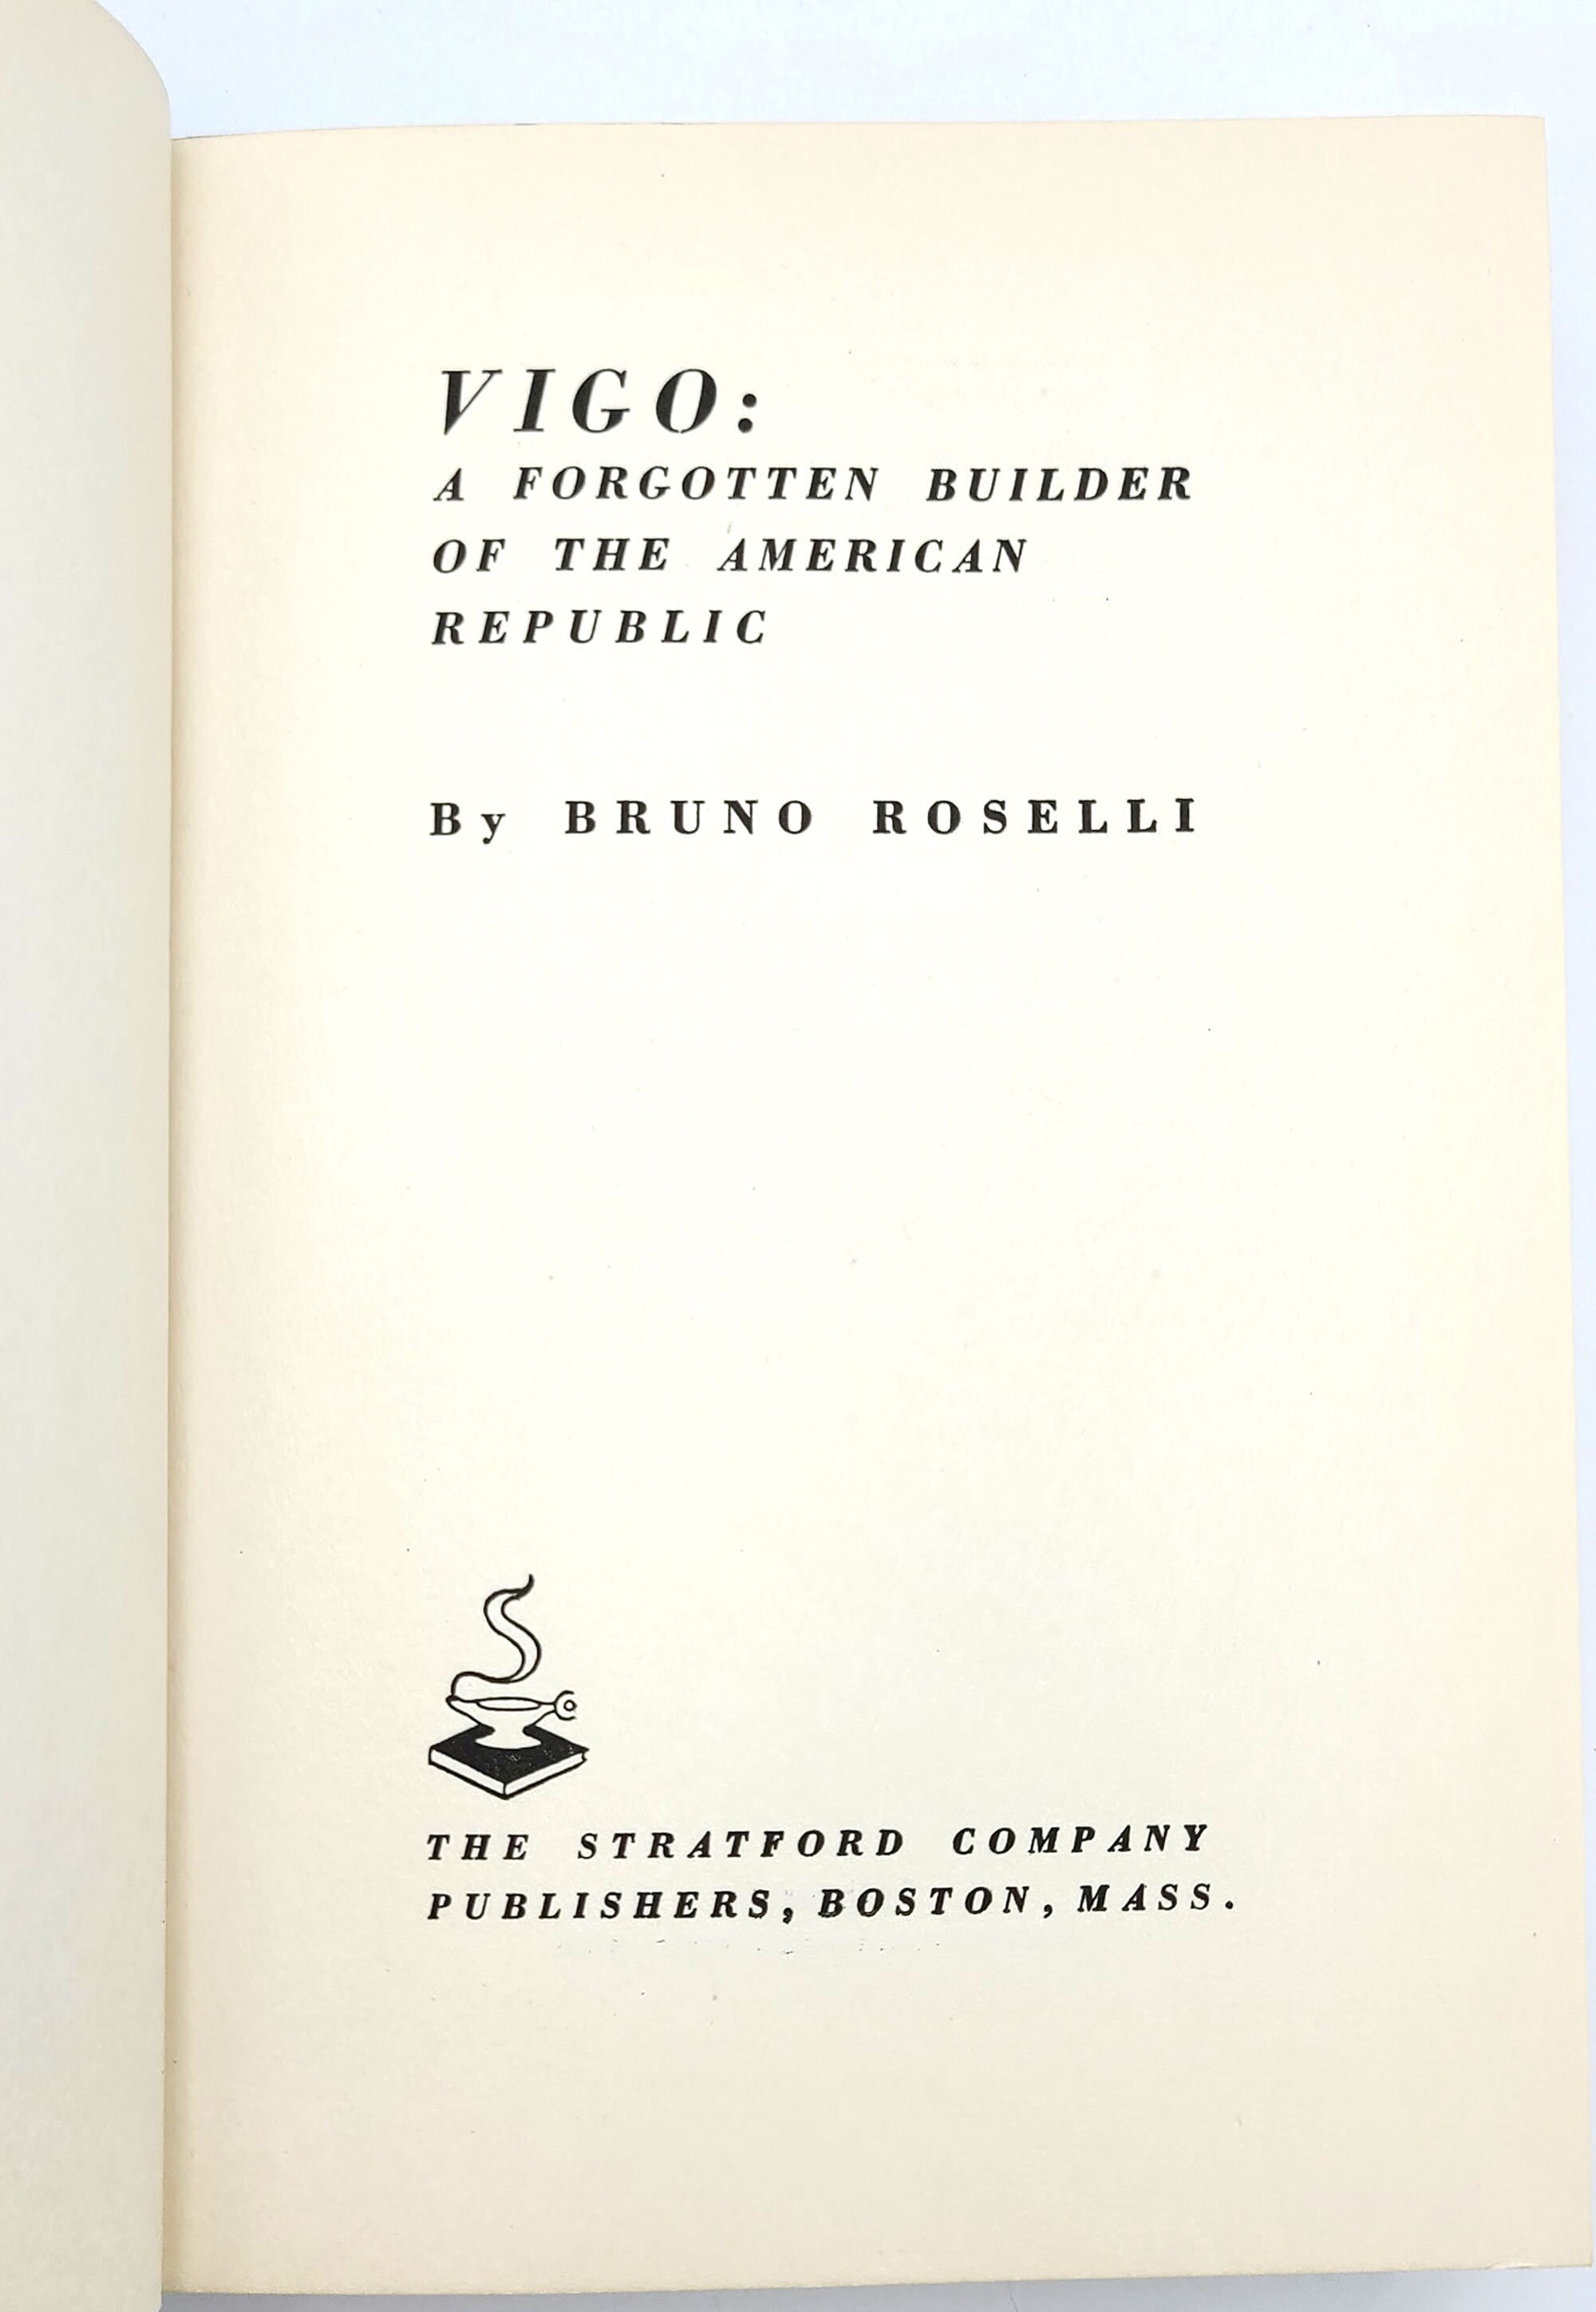 VIGO:
A FORGOTTEN BUILDER
OF THE AMERICAN
REPUBLIC
By BRUNO ROSELLI
THE STRATFORD COMPANY
PUBLISHERS, BOSTON, MASS.